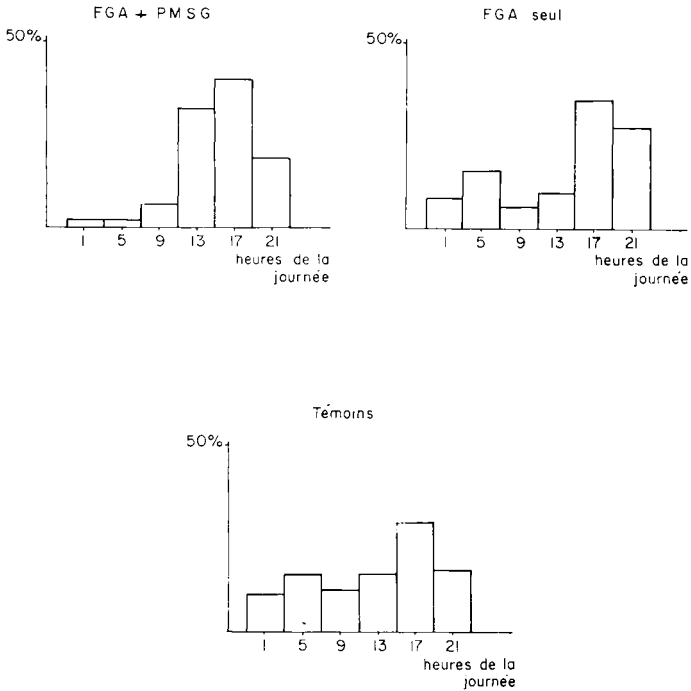 FGA + PMSG
50%
1 5 9 13 17 21
heures de la
journée
FGA seul
50%
1 5 9 13 17 21
heures de la
journée
Témoins
50%
1 5 9 13 17 21
heures de la
journée